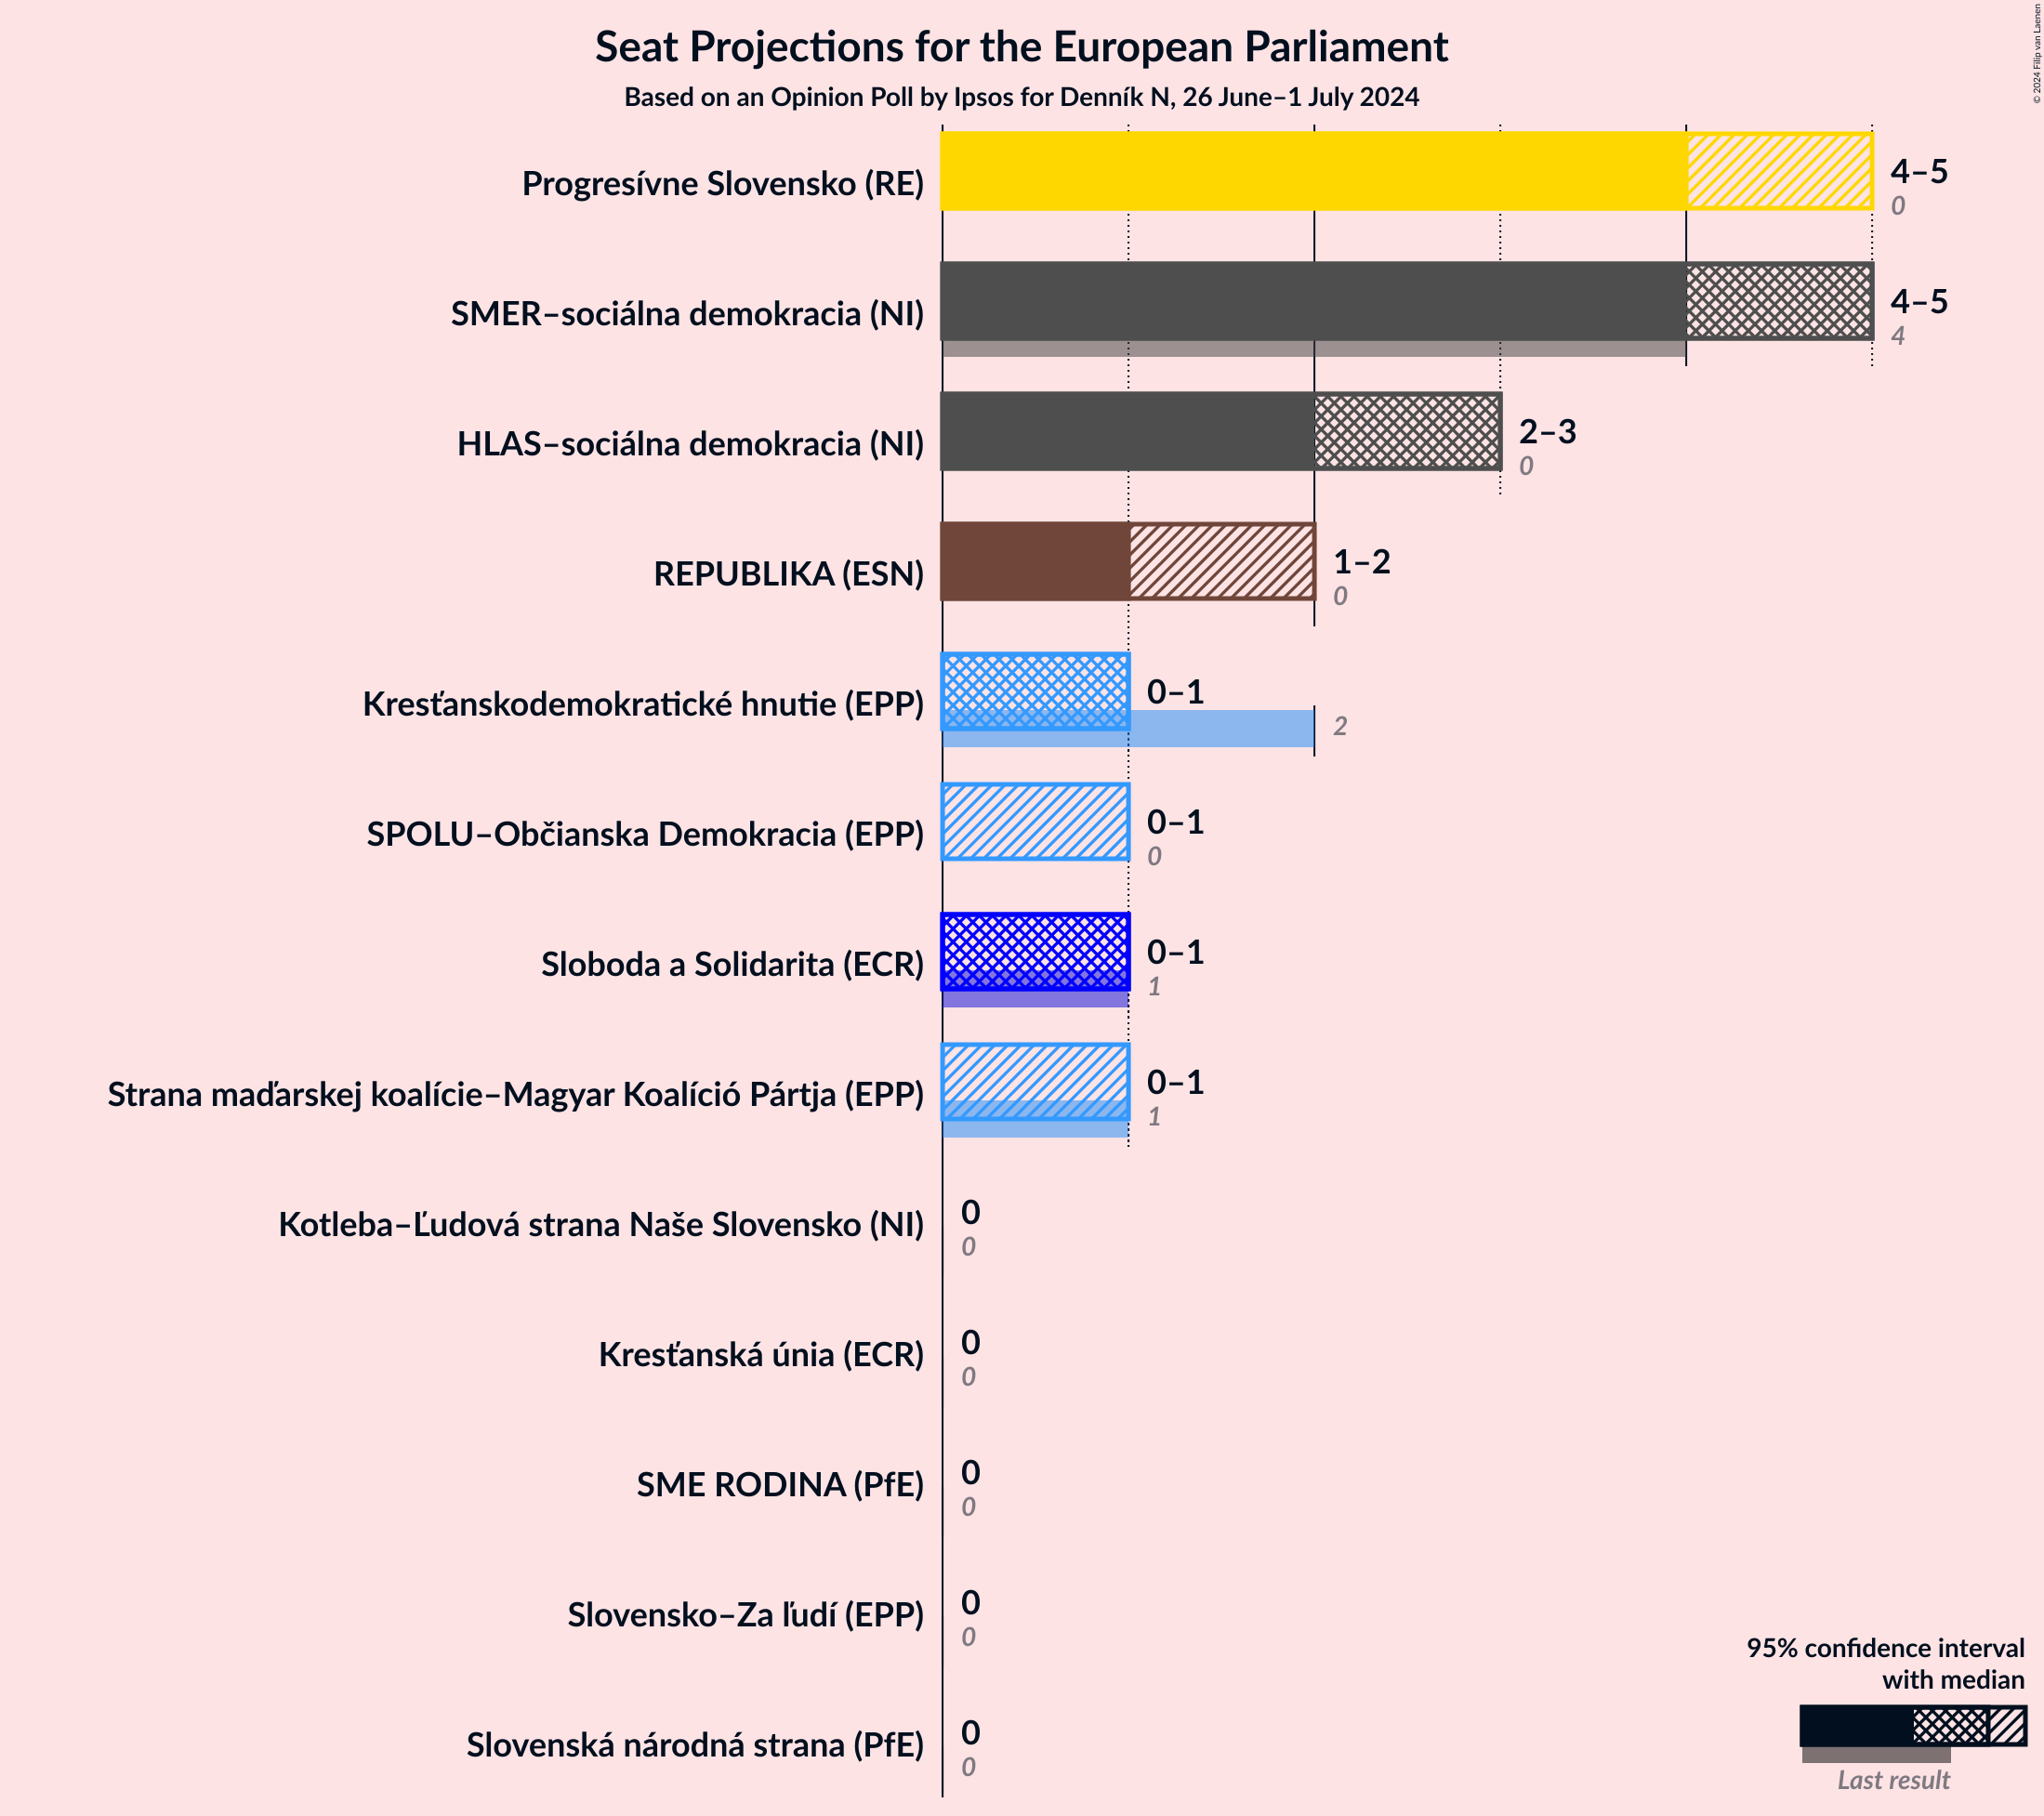 Seat Projections for the European Parliament
Based on an Opinion Poll by Ipsos for Denník N, 26 June–1 July 2024
© 2024 Filip van Laenen
Progresívne Slovensko (RE)
4–5
0
SMER–sociálna demokracia (NI)
4–5
4
HLAS–sociálna demokracia (NI)
2–3
0
REPUBLIKA (ESN)
1–2
0
Kresťanskodemokratické hnutie (EPP)
0–1
2
SPOLU–Občianska Demokracia (EPP)
0–1
0
Sloboda a Solidarita (ECR)
0–1
1
Strana maďarskej koalície–Magyar Koalíció Pártja (EPP)
0–1
1
Kotleba–Ľudová strana Naše Slovensko (NI)
0
0
Kresťanská únia (ECR)
0
0
SME RODINA (PfE)
0
0
Slovensko–Za ľudí (EPP)
0
0
Slovenská národná strana (PfE)
0
0
95% confidence interval
with median
Last result